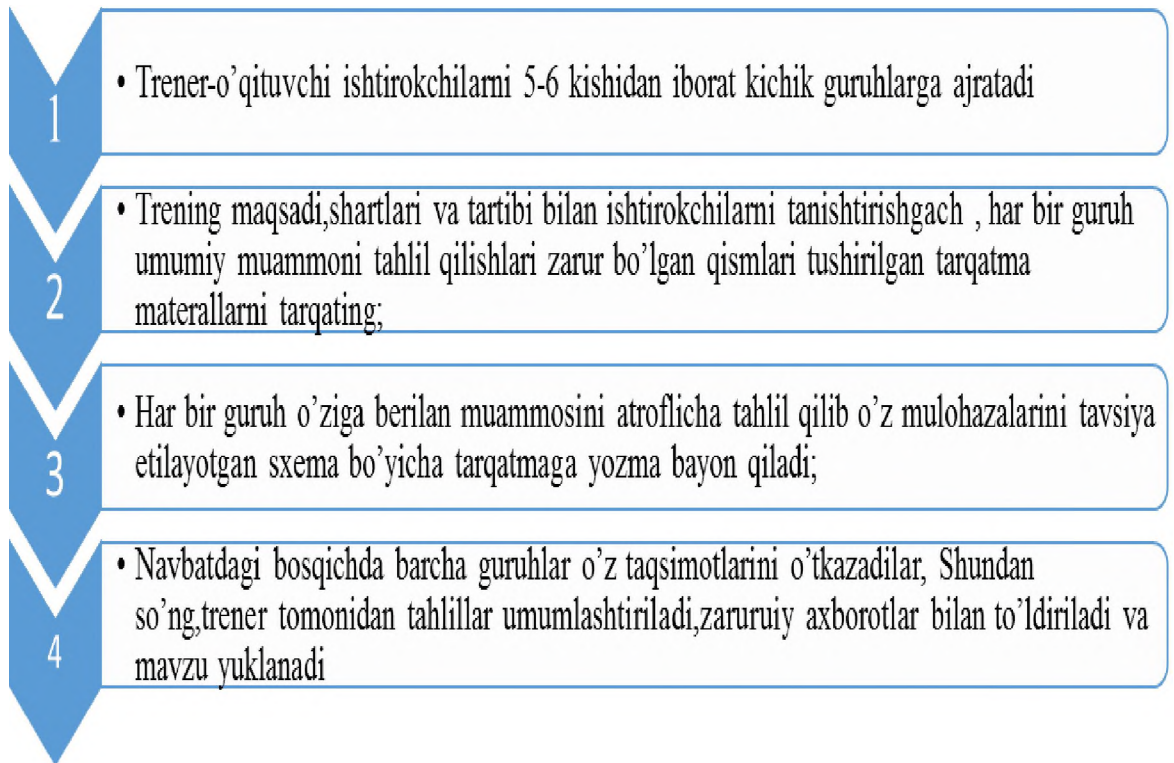 1
• Trener-o’qituvchi ishtirokchilarni 5-6 kishidan iborat kichik guruhlarga ajratadi
2
• Trening maqsadi,shartlari va tartibi bilan ishtirokchilarni tanishtirishgach , har bir guruh
umumiy muammoni tahlil qilishlari zarur bo’lgan qismlari tushirilgan tarqatma
materallarni tarqating;
3
• Har bir guruh o’ziga berilan muammosini atroflicha tahlil qilib o’z mulohazalarini tavsiya
etilayotgan sxema bo’yicha tarqatmaga yozma bayon qiladi;
4
• Navbatdagi bosqichda barcha guruhlar o’z taqsimotlarini o’tkazadilar, Shundan
so’ng,trener tomonidan tahlillar umumlashtiriladi,zaruruiy axborotlar bilan to’ldiriladi va
mavzu yuklanadi